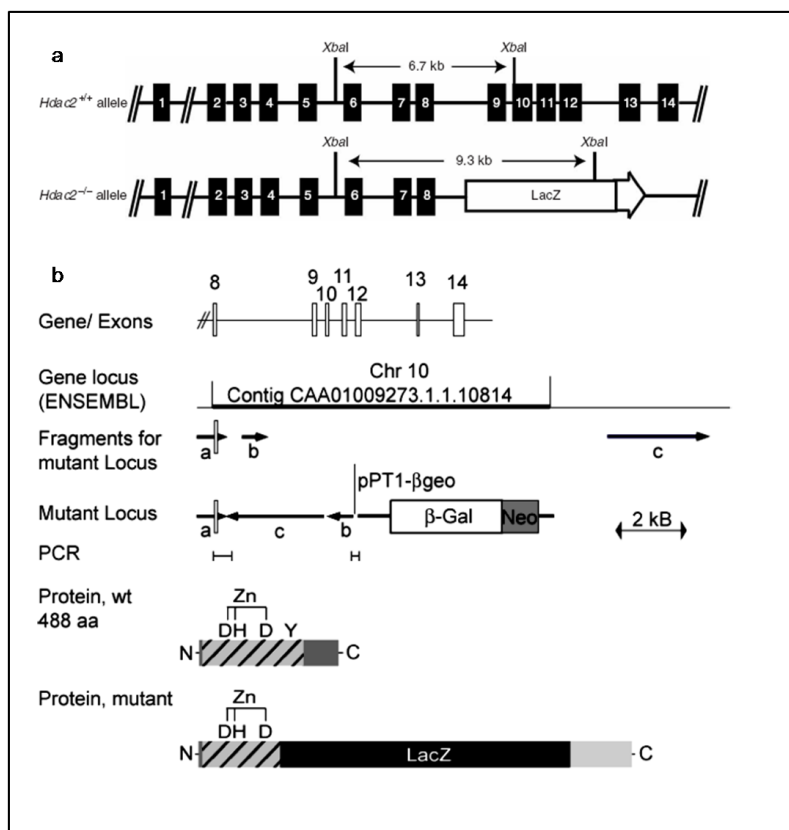 a
XbaI XbaI
6.7 kb
Hdac2+/+ allele 1 2 3 4 5 6 7 8 9 10 11 12 13 14
XbaI XbaI
9.3 kb
Hdac2−/− allele 1 2 3 4 5 6 7 8 LacZ
b
8 9 10 11 12 13 14
Gene/ Exons
Chr 10
Gene locus
(ENSEMBL)
Contig CAA01009273.1.1.10814
Fragments for
mutant Locus
a b c
pPT1-βgeo
Mutant Locus
a c b β-Gal Neo
2 kB
PCR
Protein, wt
488 aa
Zn
DH D Y
N C
Protein, mutant
Zn
DH D
N LacZ C